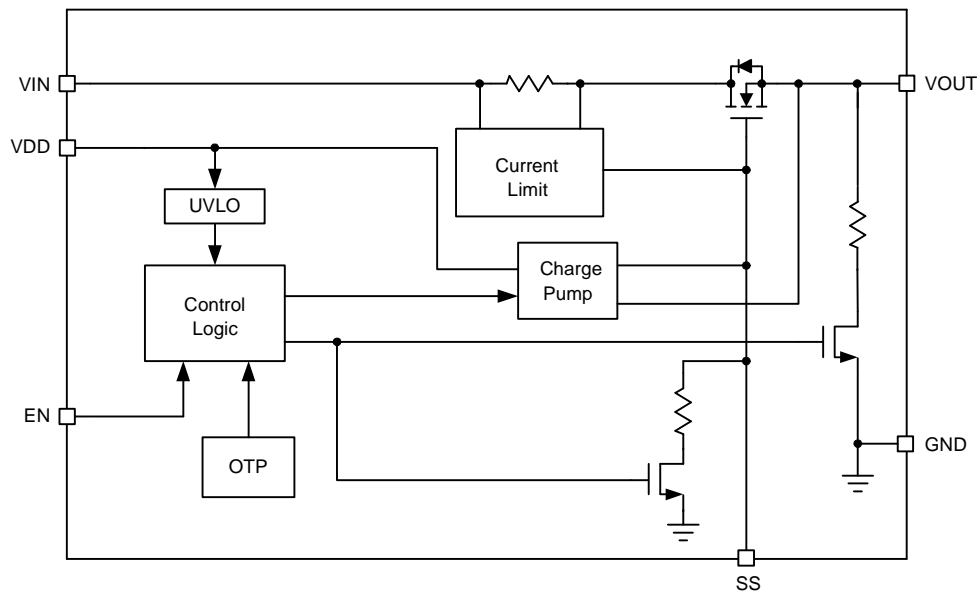 VIN
VOUT
VDD
Current
Limit
UVLO
Charge
Pump
Control
Logic
EN
GND
OTP
SS